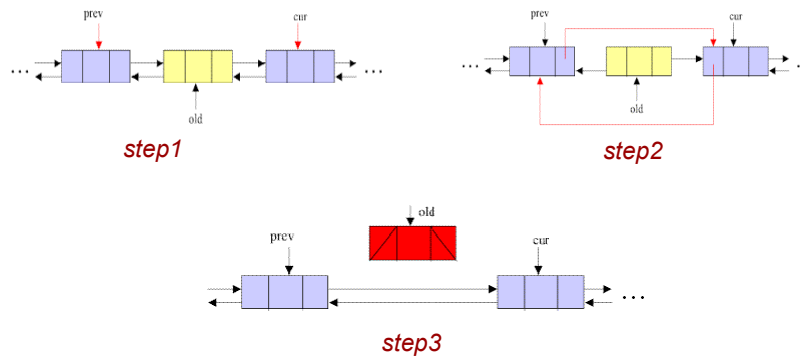 prev
cur
...
...
old
step1
prev
cur
...
.
old
step2
old
prev
cur
...
step3